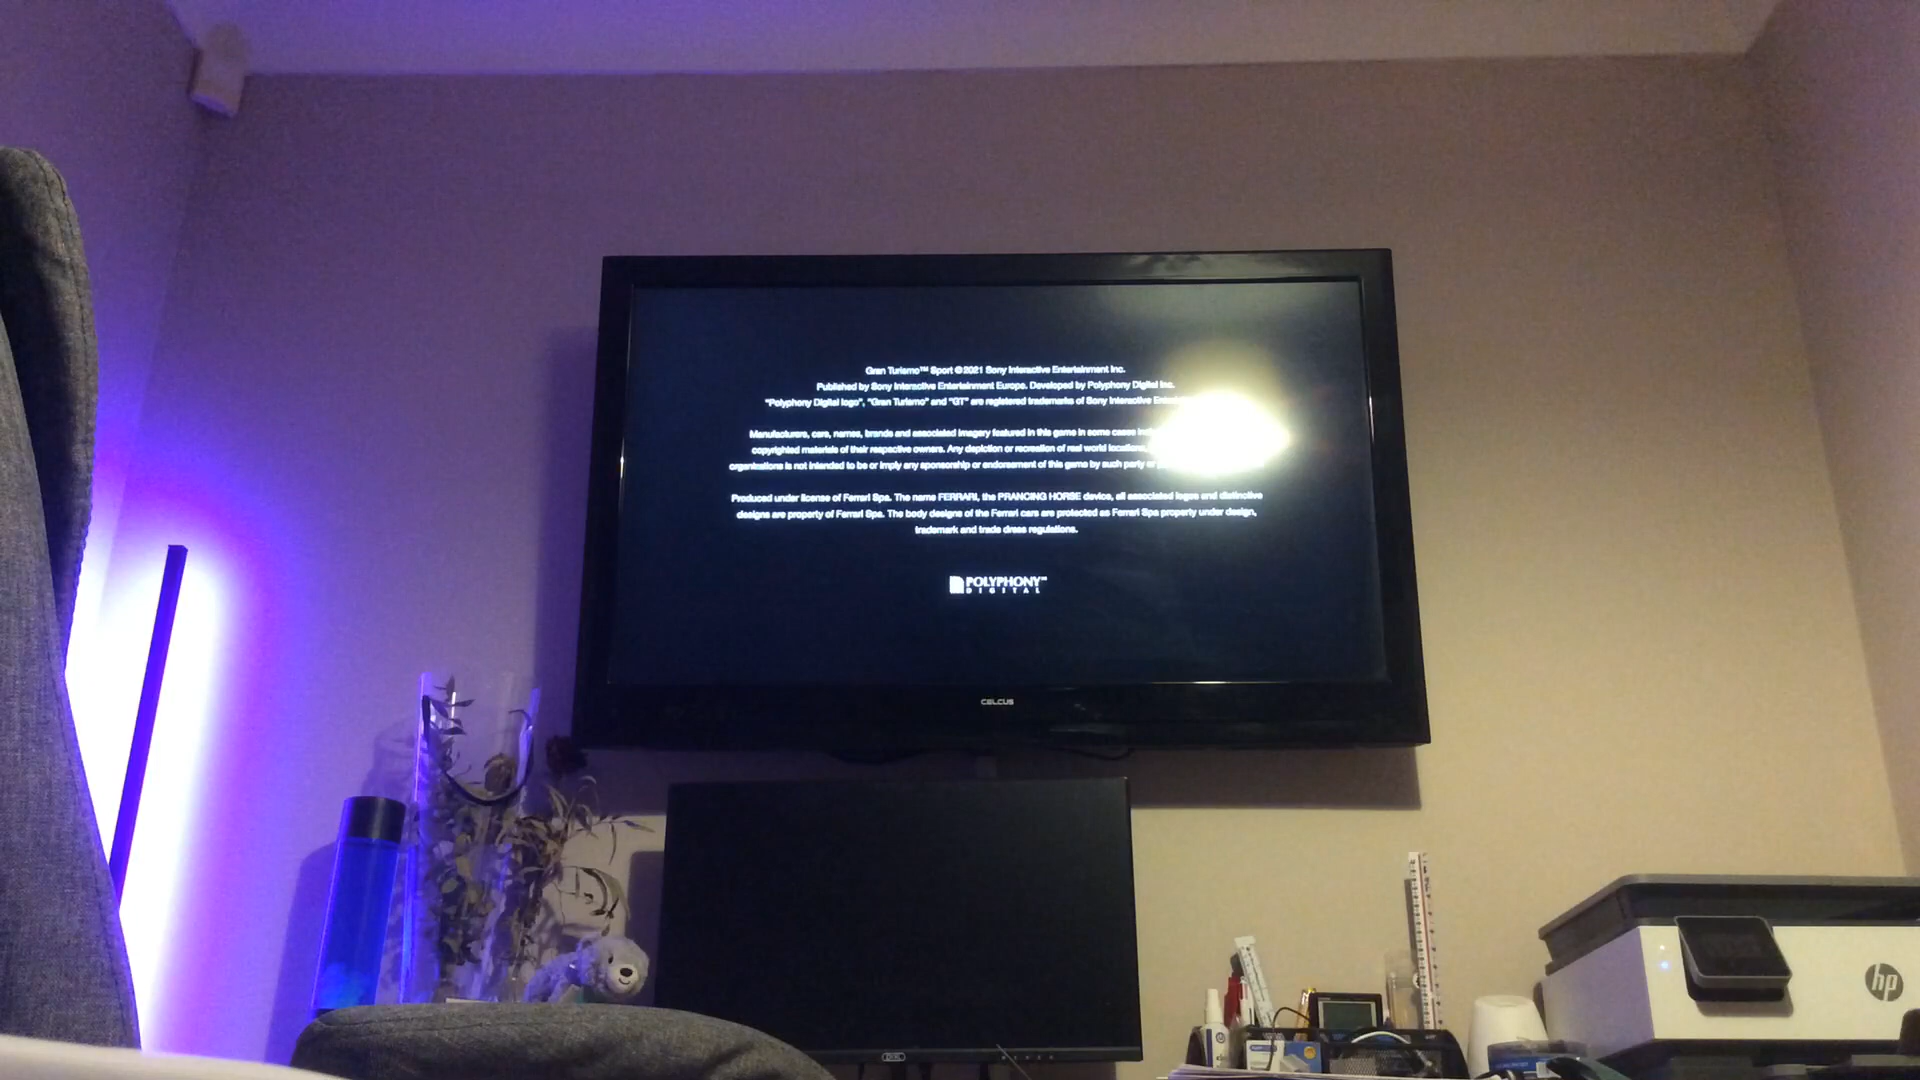 Gran Turismo™ Sport ©2021 Sony Interactive Entertainment Inc.
Published by Sony Interactive Entertainment Europe. Developed by Polyphony Digital Inc.
"Polyphony Digital logo", "Gran Turismo" and "GT" are registered trademarks of Sony Interactive
Manufacturers, cars, names, brands and associated imagery featured in this game in some cases
copyrighted materials of their respective owners. Any depiction or recreation of real world locations,
organizations is not intended to be or imply any sponsorship or endorsement of this game by such party or
Produced under license of Ferrari Spa. The name FERRARI, the PRANCING HORSE device, all associated logos and distinctive
designs are property of Ferrari Spa. The body designs of the Ferrari cars are protected as Ferrari Spa property under design,
trademark and trade dress regulations.
POLYPHONY™
DIGITAL
CELCUS
hp